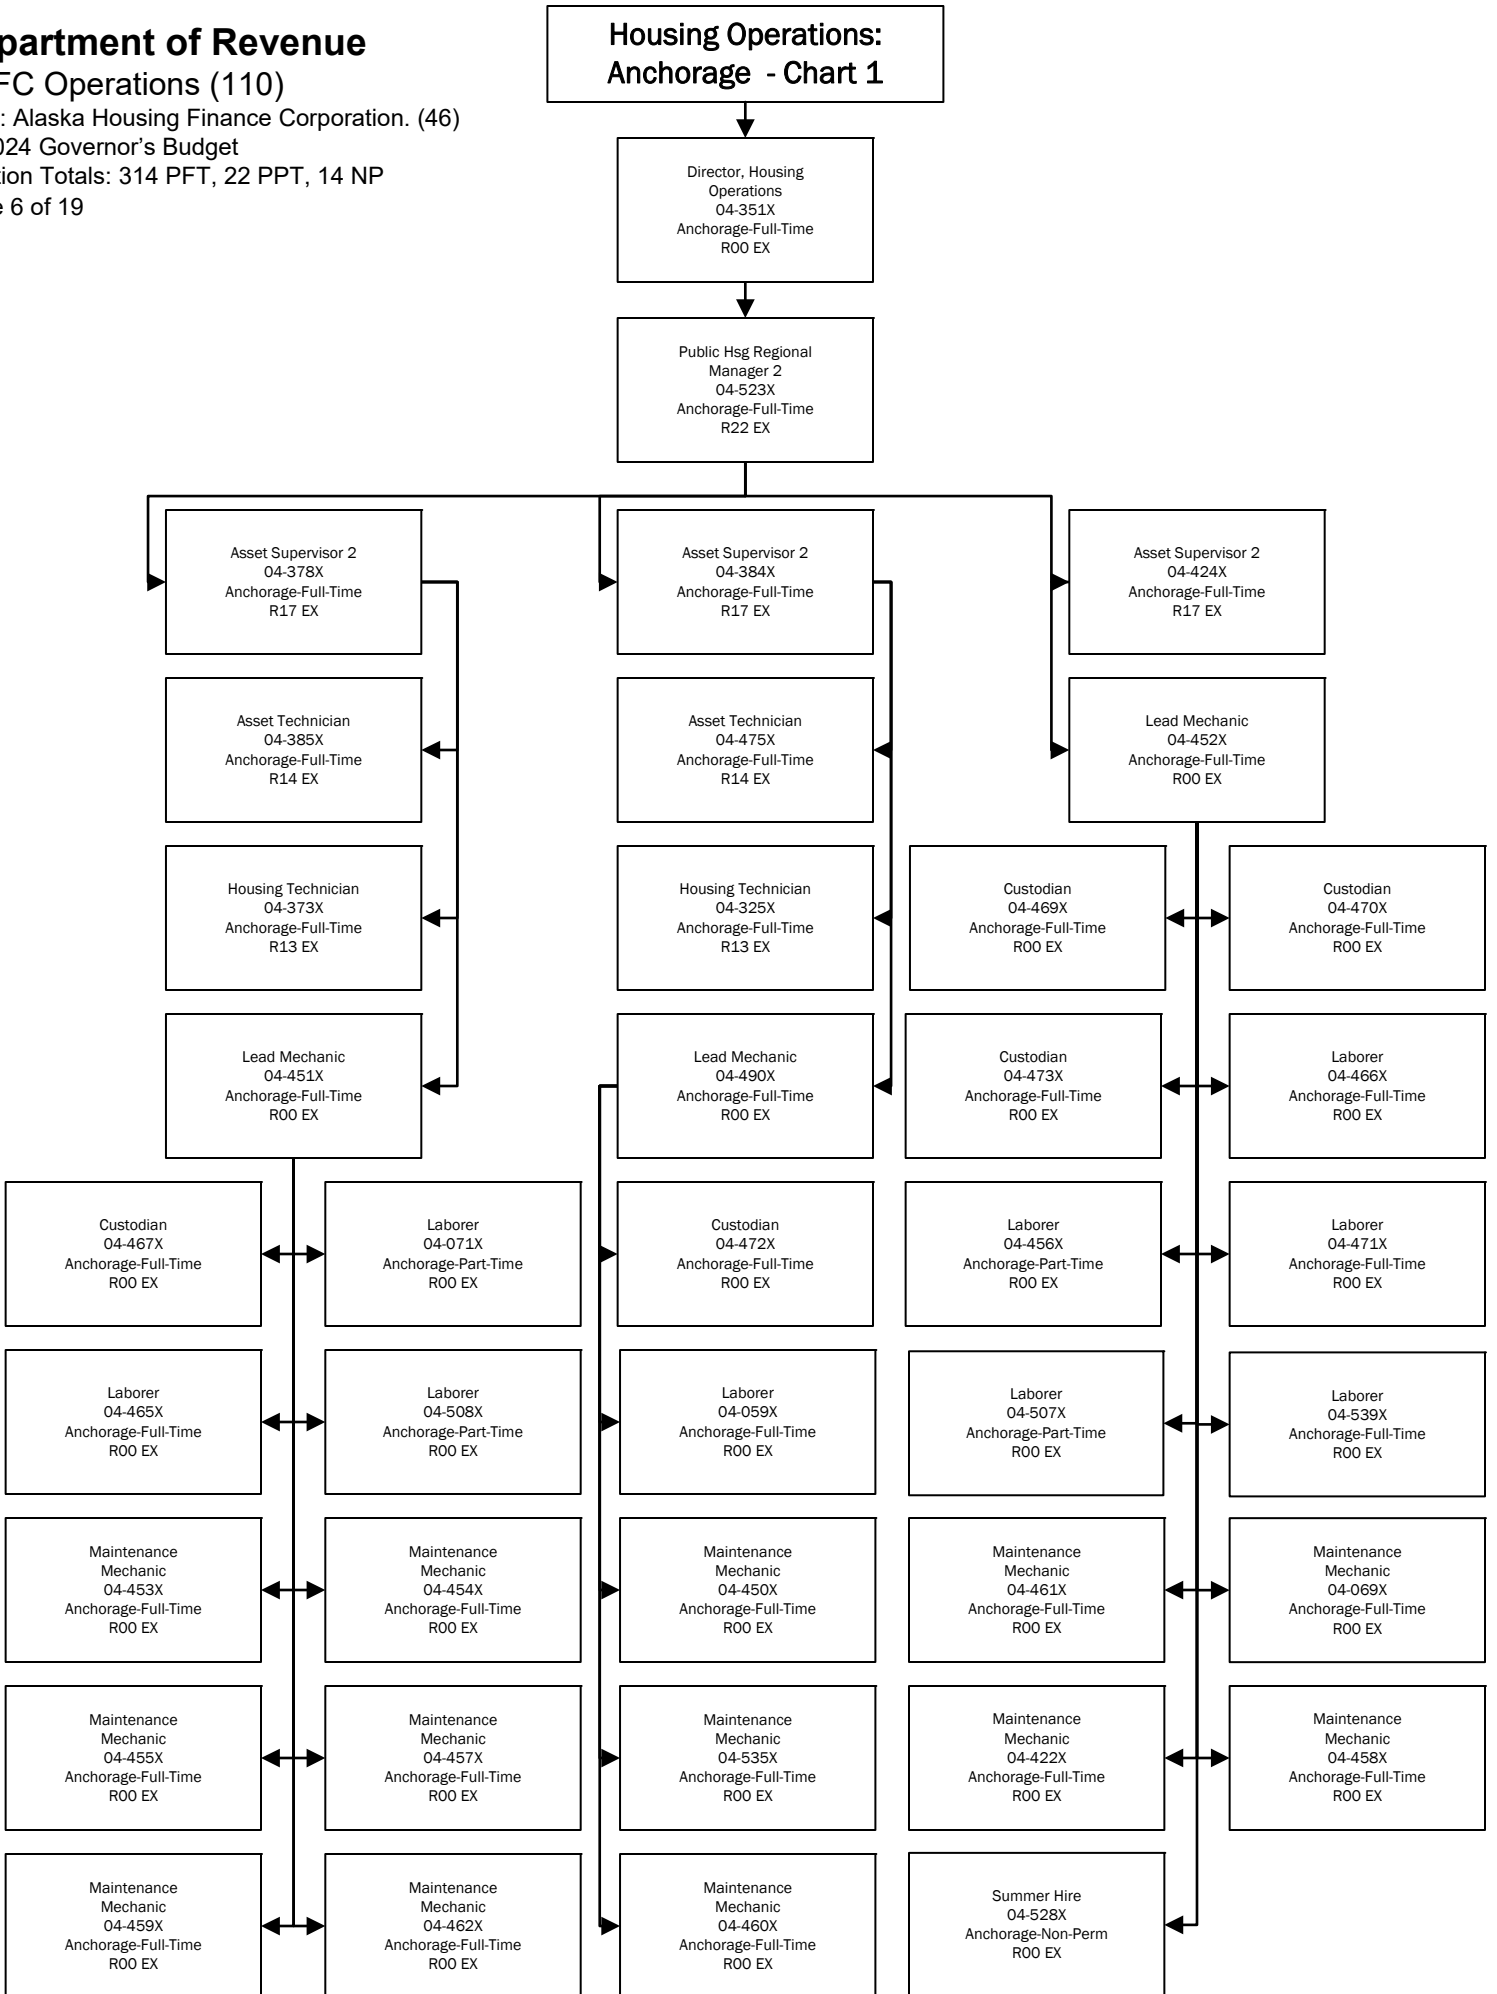 partment of Revenue
FC Operations (110)
: Alaska Housing Finance Corporation. (46)
024 Governor's Budget
tion Totals: 314 PFT, 22 PPT, 14 NP
e 6 of 19
Housing Operations:
Anchorage - Chart 1
Director, Housing
Operations
04-351X
Anchorage-Full-Time
R00 EX
Public Hsg Regional
Manager 2
04-523X
Anchorage-Full-Time
R22 EX
Asset Supervisor 2
04-378X
Anchorage-Full-Time
R17 EX
Asset Supervisor 2
04-384X
Anchorage-Full-Time
R17 EX
Asset Supervisor 2
04-424X
Anchorage-Full-Time
R17 EX
Asset Technician
04-385X
Anchorage-Full-Time
R14 EX
Asset Technician
04-475X
Anchorage-Full-Time
R14 EX
Lead Mechanic
04-452X
Anchorage-Full-Time
R00 EX
Housing Technician
04-373X
Anchorage-Full-Time
R13 EX
Housing Technician
04-325X
Anchorage-Full-Time
R13 EX
Custodian
04-469X
Anchorage-Full-Time
R00 EX
Custodian
04-470X
Anchorage-Full-Time
R00 EX
Lead Mechanic
04-451X
Anchorage-Full-Time
R00 EX
Lead Mechanic
04-490X
Anchorage-Full-Time
R00 EX
Custodian
04-473X
Anchorage-Full-Time
R00 EX
Laborer
04-466X
Anchorage-Full-Time
R00 EX
Custodian
04-467X
Anchorage-Full-Time
R00 EX
Laborer
04-071X
Anchorage-Part-Time
R00 EX
Custodian
04-472X
Anchorage-Full-Time
R00 EX
Laborer
04-456X
Anchorage-Part-Time
R00 EX
Laborer
04-471X
Anchorage-Full-Time
R00 EX
Laborer
04-465X
Anchorage-Full-Time
R00 EX
Laborer
04-508X
Anchorage-Part-Time
R00 EX
Laborer
04-059X
Anchorage-Full-Time
R00 EX
Laborer
04-507X
Anchorage-Part-Time
R00 EX
Laborer
04-539X
Anchorage-Full-Time
R00 EX
Maintenance
Mechanic
04-453X
Anchorage-Full-Time
R00 EX
Maintenance
Mechanic
04-454X
Anchorage-Full-Time
R00 EX
Maintenance
Mechanic
04-450X
Anchorage-Full-Time
R00 EX
Maintenance
Mechanic
04-461X
Anchorage-Full-Time
R00 EX
Maintenance
Mechanic
04-069X
Anchorage-Full-Time
R00 EX
Maintenance
Mechanic
04-455X
Anchorage-Full-Time
R00 EX
Maintenance
Mechanic
04-457X
Anchorage-Full-Time
R00 EX
Maintenance
Mechanic
04-535X
Anchorage-Full-Time
R00 EX
Maintenance
Mechanic
04-422X
Anchorage-Full-Time
R00 EX
Maintenance
Mechanic
04-458X
Anchorage-Full-Time
R00 EX
Maintenance
Mechanic
04-459X
Anchorage-Full-Time
R00 EX
Maintenance
Mechanic
04-462X
Anchorage-Full-Time
R00 EX
Maintenance
Mechanic
04-460X
Anchorage-Full-Time
R00 EX
Summer Hire
04-528X
Anchorage-Non-Perm
R00 EX